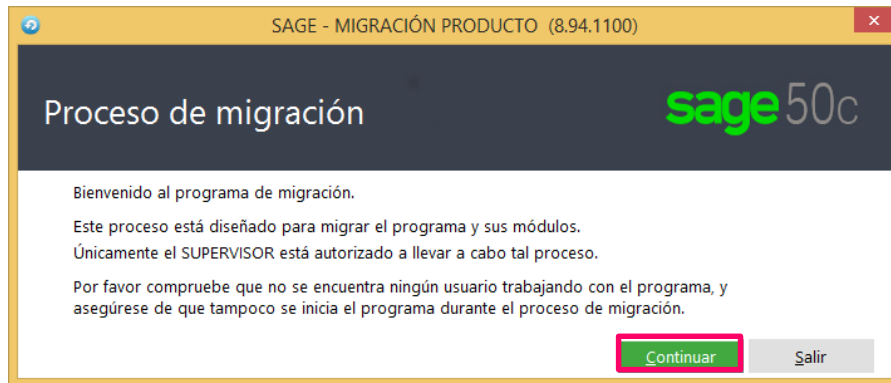 SAGE - MIGRACIÓN PRODUCTO (8.94.1100)
Proceso de migración
sage 50c
Bienvenido al programa de migración.
Este proceso está diseñado para migrar el programa y sus módulos.
Únicamente el SUPERVISOR está autorizado a llevar a cabo tal proceso.
Por favor compruebe que no se encuentra ningún usuario trabajando con el programa, y
asegúrese de que tampoco se inicia el programa durante el proceso de migración.
Continuar
Salir